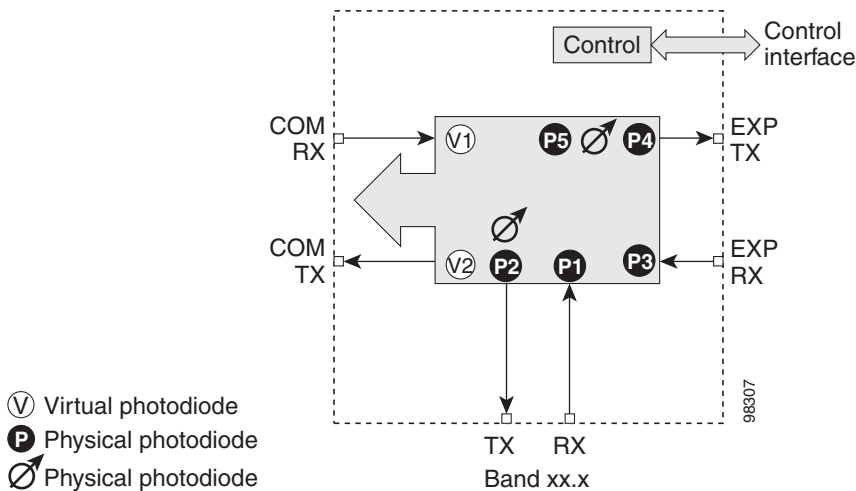 Control
Control
interface
COM
RX
V1
P5
P4
EXP
TX
COM
TX
V2
P2
P1
P3
EXP
RX
98307
V Virtual photodiode
P Physical photodiode
Physical photodiode
TX
RX
Band xx.x